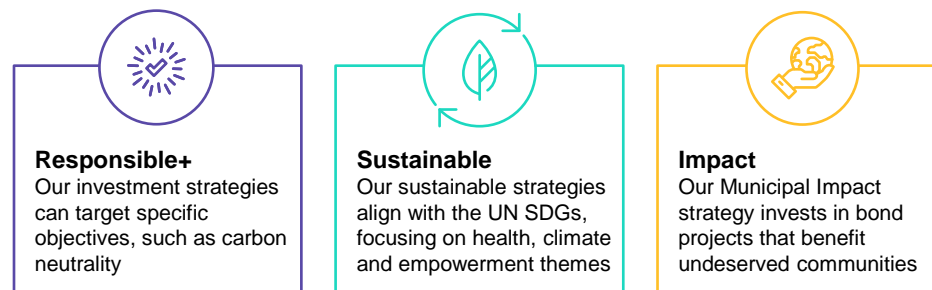 Responsible+
Our investment strategies
can target specific
objectives, such as carbon
neutrality
Sustainable
Our sustainable strategies
align with the UN SDGs,
focusing on health, climate
and empowerment themes
Impact
Our Municipal Impact
strategy invests in bond
projects that benefit
undeserved communities